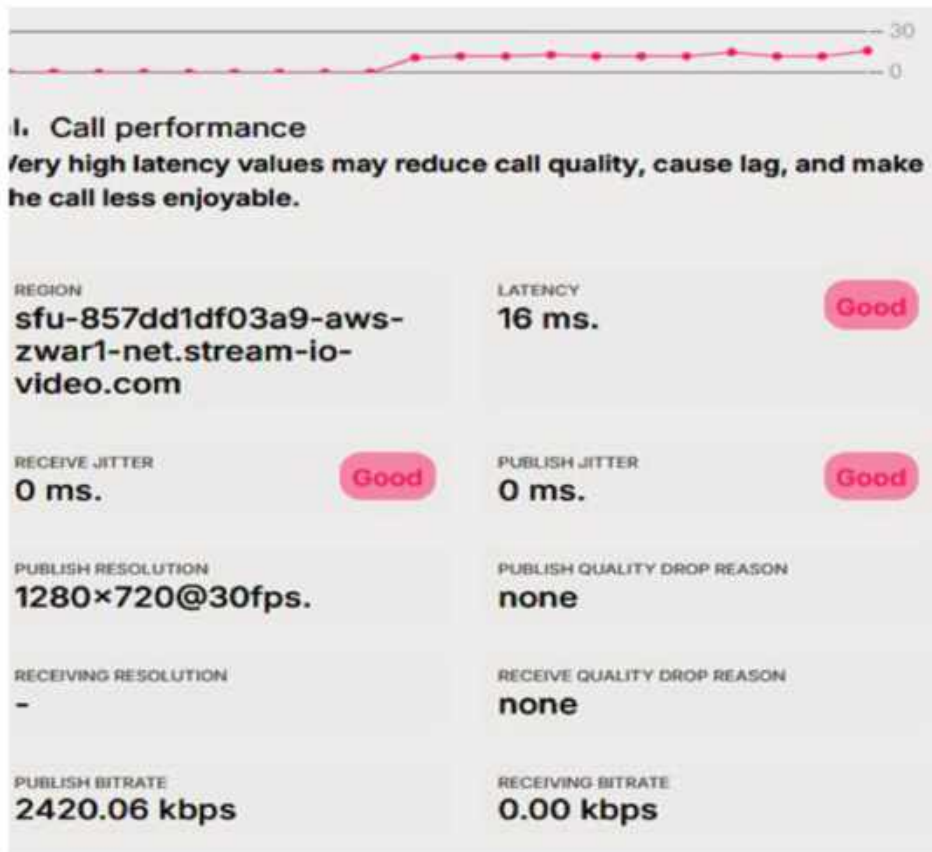 30
0
Call performance
Very high latency values may reduce call quality, cause lag, and make
the call less enjoyable.
REGION
sfu-857dd1df03a9-aws-
zwar1-net.stream-io-
video.com
LATENCY
16 ms.
Good
RECEIVE JITTER
0 ms.
Good
PUBLISH JITTER
0 ms.
Good
PUBLISH RESOLUTION
1280×720@30fps.
PUBLISH QUALITY DROP REASON
none
RECEIVING RESOLUTION
-
RECEIVE QUALITY DROP REASON
none
PUBLISH BITRATE
2420.06 kbps
RECEIVING BITRATE
0.00 kbps